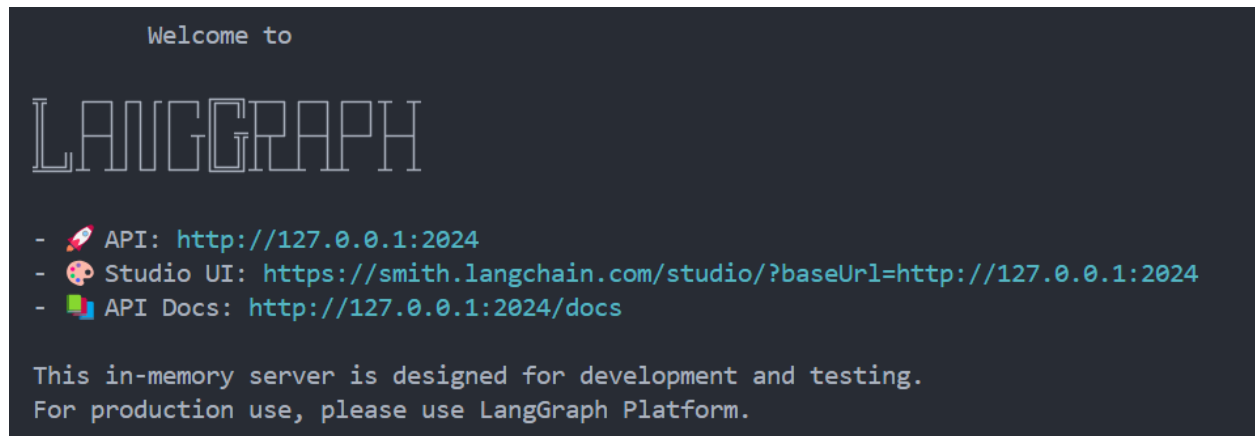 Welcome to
LANGGRAPH
- 🚀 API: http://127.0.0.1:2024
- 🎨 Studio UI: https://smith.langchain.com/studio/?baseUrl=http://127.0.0.1:2024
- 📚 API Docs: http://127.0.0.1:2024/docs
This in-memory server is designed for development and testing.
For production use, please use LangGraph Platform.